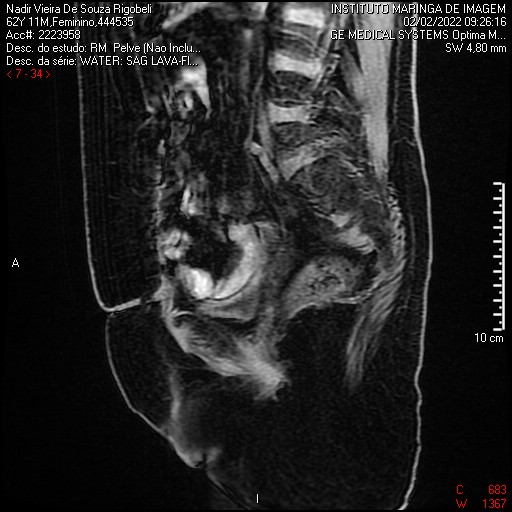 Nadir Vieira De Souza Rigobeli
62Y 11M,Feminino,444535
Acc#: 2223958
Desc. do estudo: RM Pelve (Nao Inclu...
Desc. da série: WATER: SAG LAVA-Fl...
< 7 - 34 >
INSTITUTO MARINGA DE IMAGEM
02/02/2022 09:26:16
GE MEDICAL SYSTEMS Optima M...
SW 4,80 mm
A
10 cm
I
C 683
W 1367